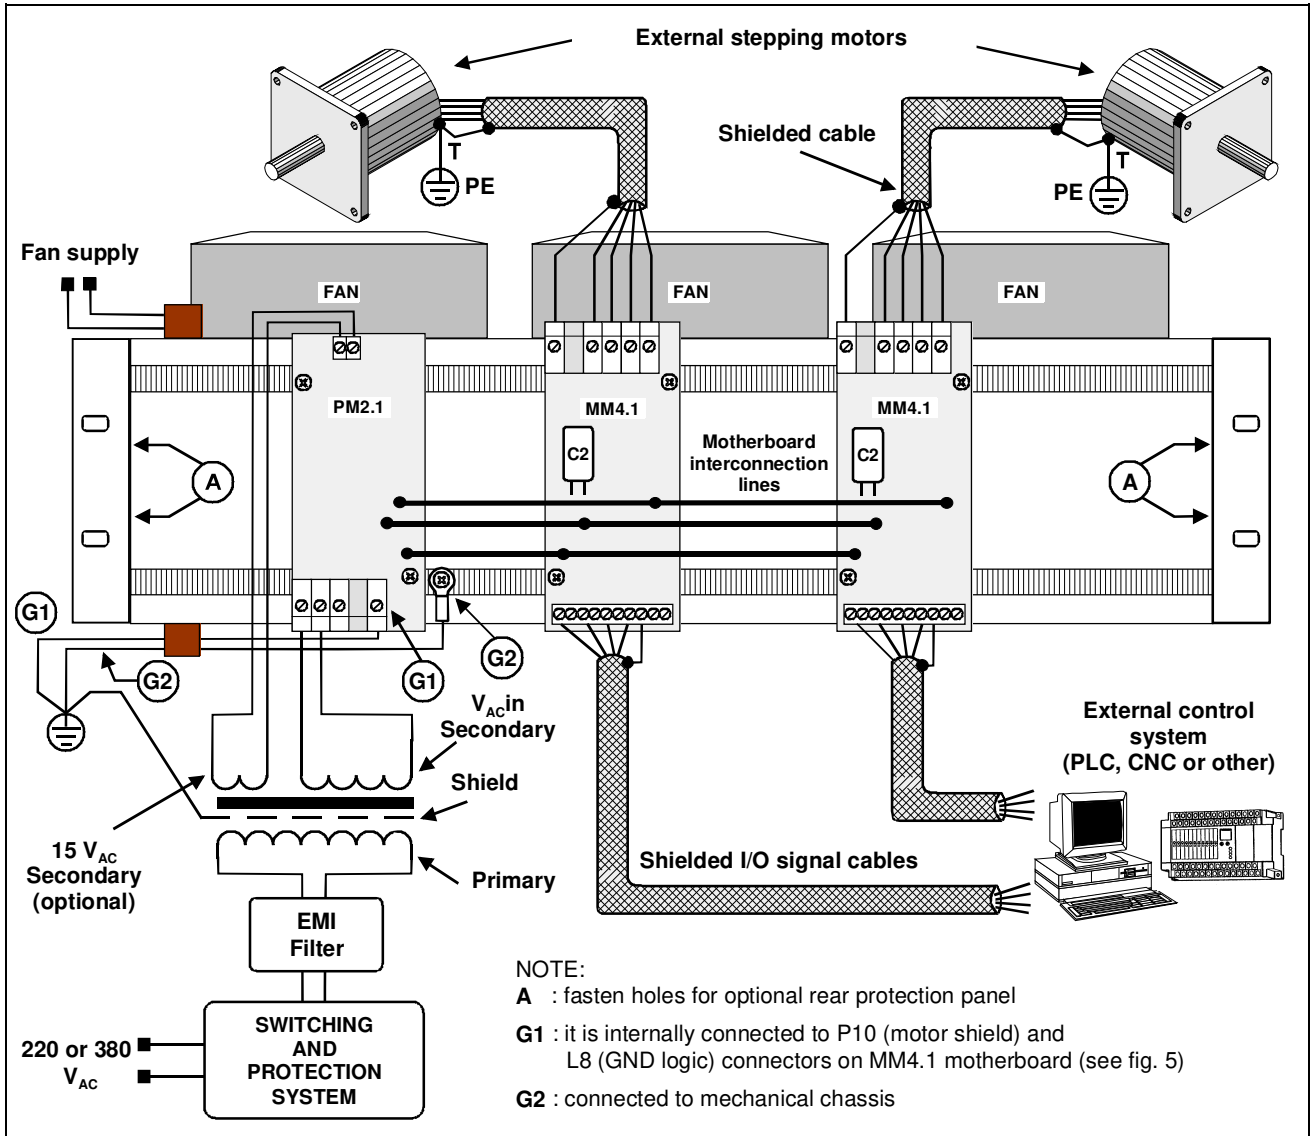 External stepping motors
Shielded cable
T
PE
T
PE
Fan supply
FAN
FAN
FAN
PM2.1
MM4.1
MM4.1
C2
C2
Motherboard
interconnection
lines
A
A
G1
G2
G1
G2
VACin
Secondary
Shield
15 VAC
Secondary
(optional)
Primary
EMI
Filter
SWITCHING
AND
PROTECTION
SYSTEM
220 or 380
VAC
External control
system
(PLC, CNC or other)
Shielded I/O signal cables
NOTE:
A : fasten holes for optional rear protection panel
G1 : it is internally connected to P10 (motor shield) and
L8 (GND logic) connectors on MM4.1 motherboard (see fig. 5)
G2 : connected to mechanical chassis